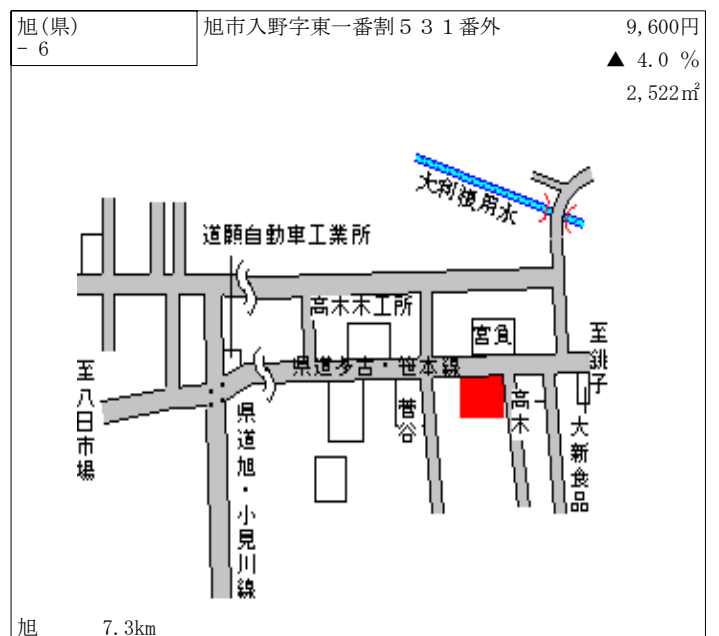 旭(県)
- 6
旭市入野字東一番割５３１番外
9,600円
▲ 4.0 %
2,522㎡
大利根用水
道願自動車工業所
高木木工所
宮負
至銚子
県道多古・笹本線
至八日市場
菅谷
高木
大新食品
県道旭・小見川線
旭 7.3km